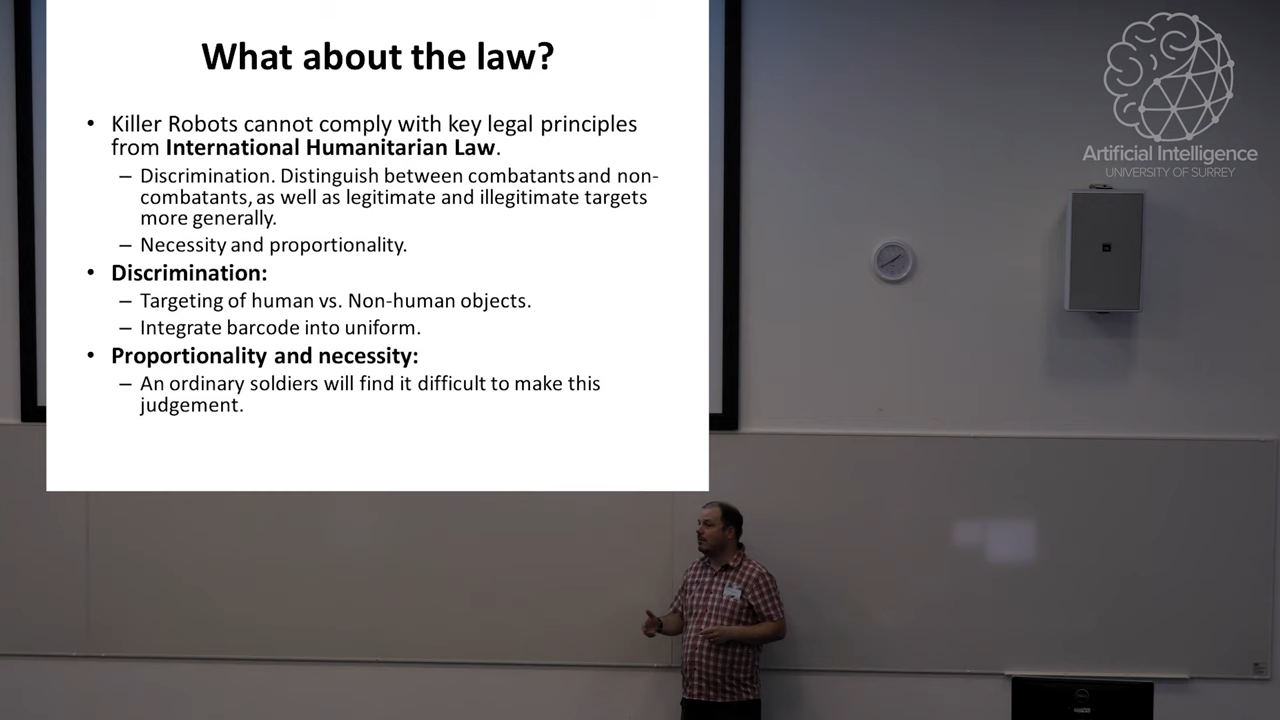 What about the law?
• Killer Robots cannot comply with key legal principles
from International Humanitarian Law.
– Discrimination. Distinguish between combatants and non-
combatants, as well as legitimate and illegitimate targets
more generally.
– Necessity and proportionality.
• Discrimination:
– Targeting of human vs. Non-human objects.
– Integrate barcode into uniform.
• Proportionality and necessity:
– An ordinary soldiers will find it difficult to make this
judgement.
Artificial Intelligence
UNIVERSITY OF SURREY